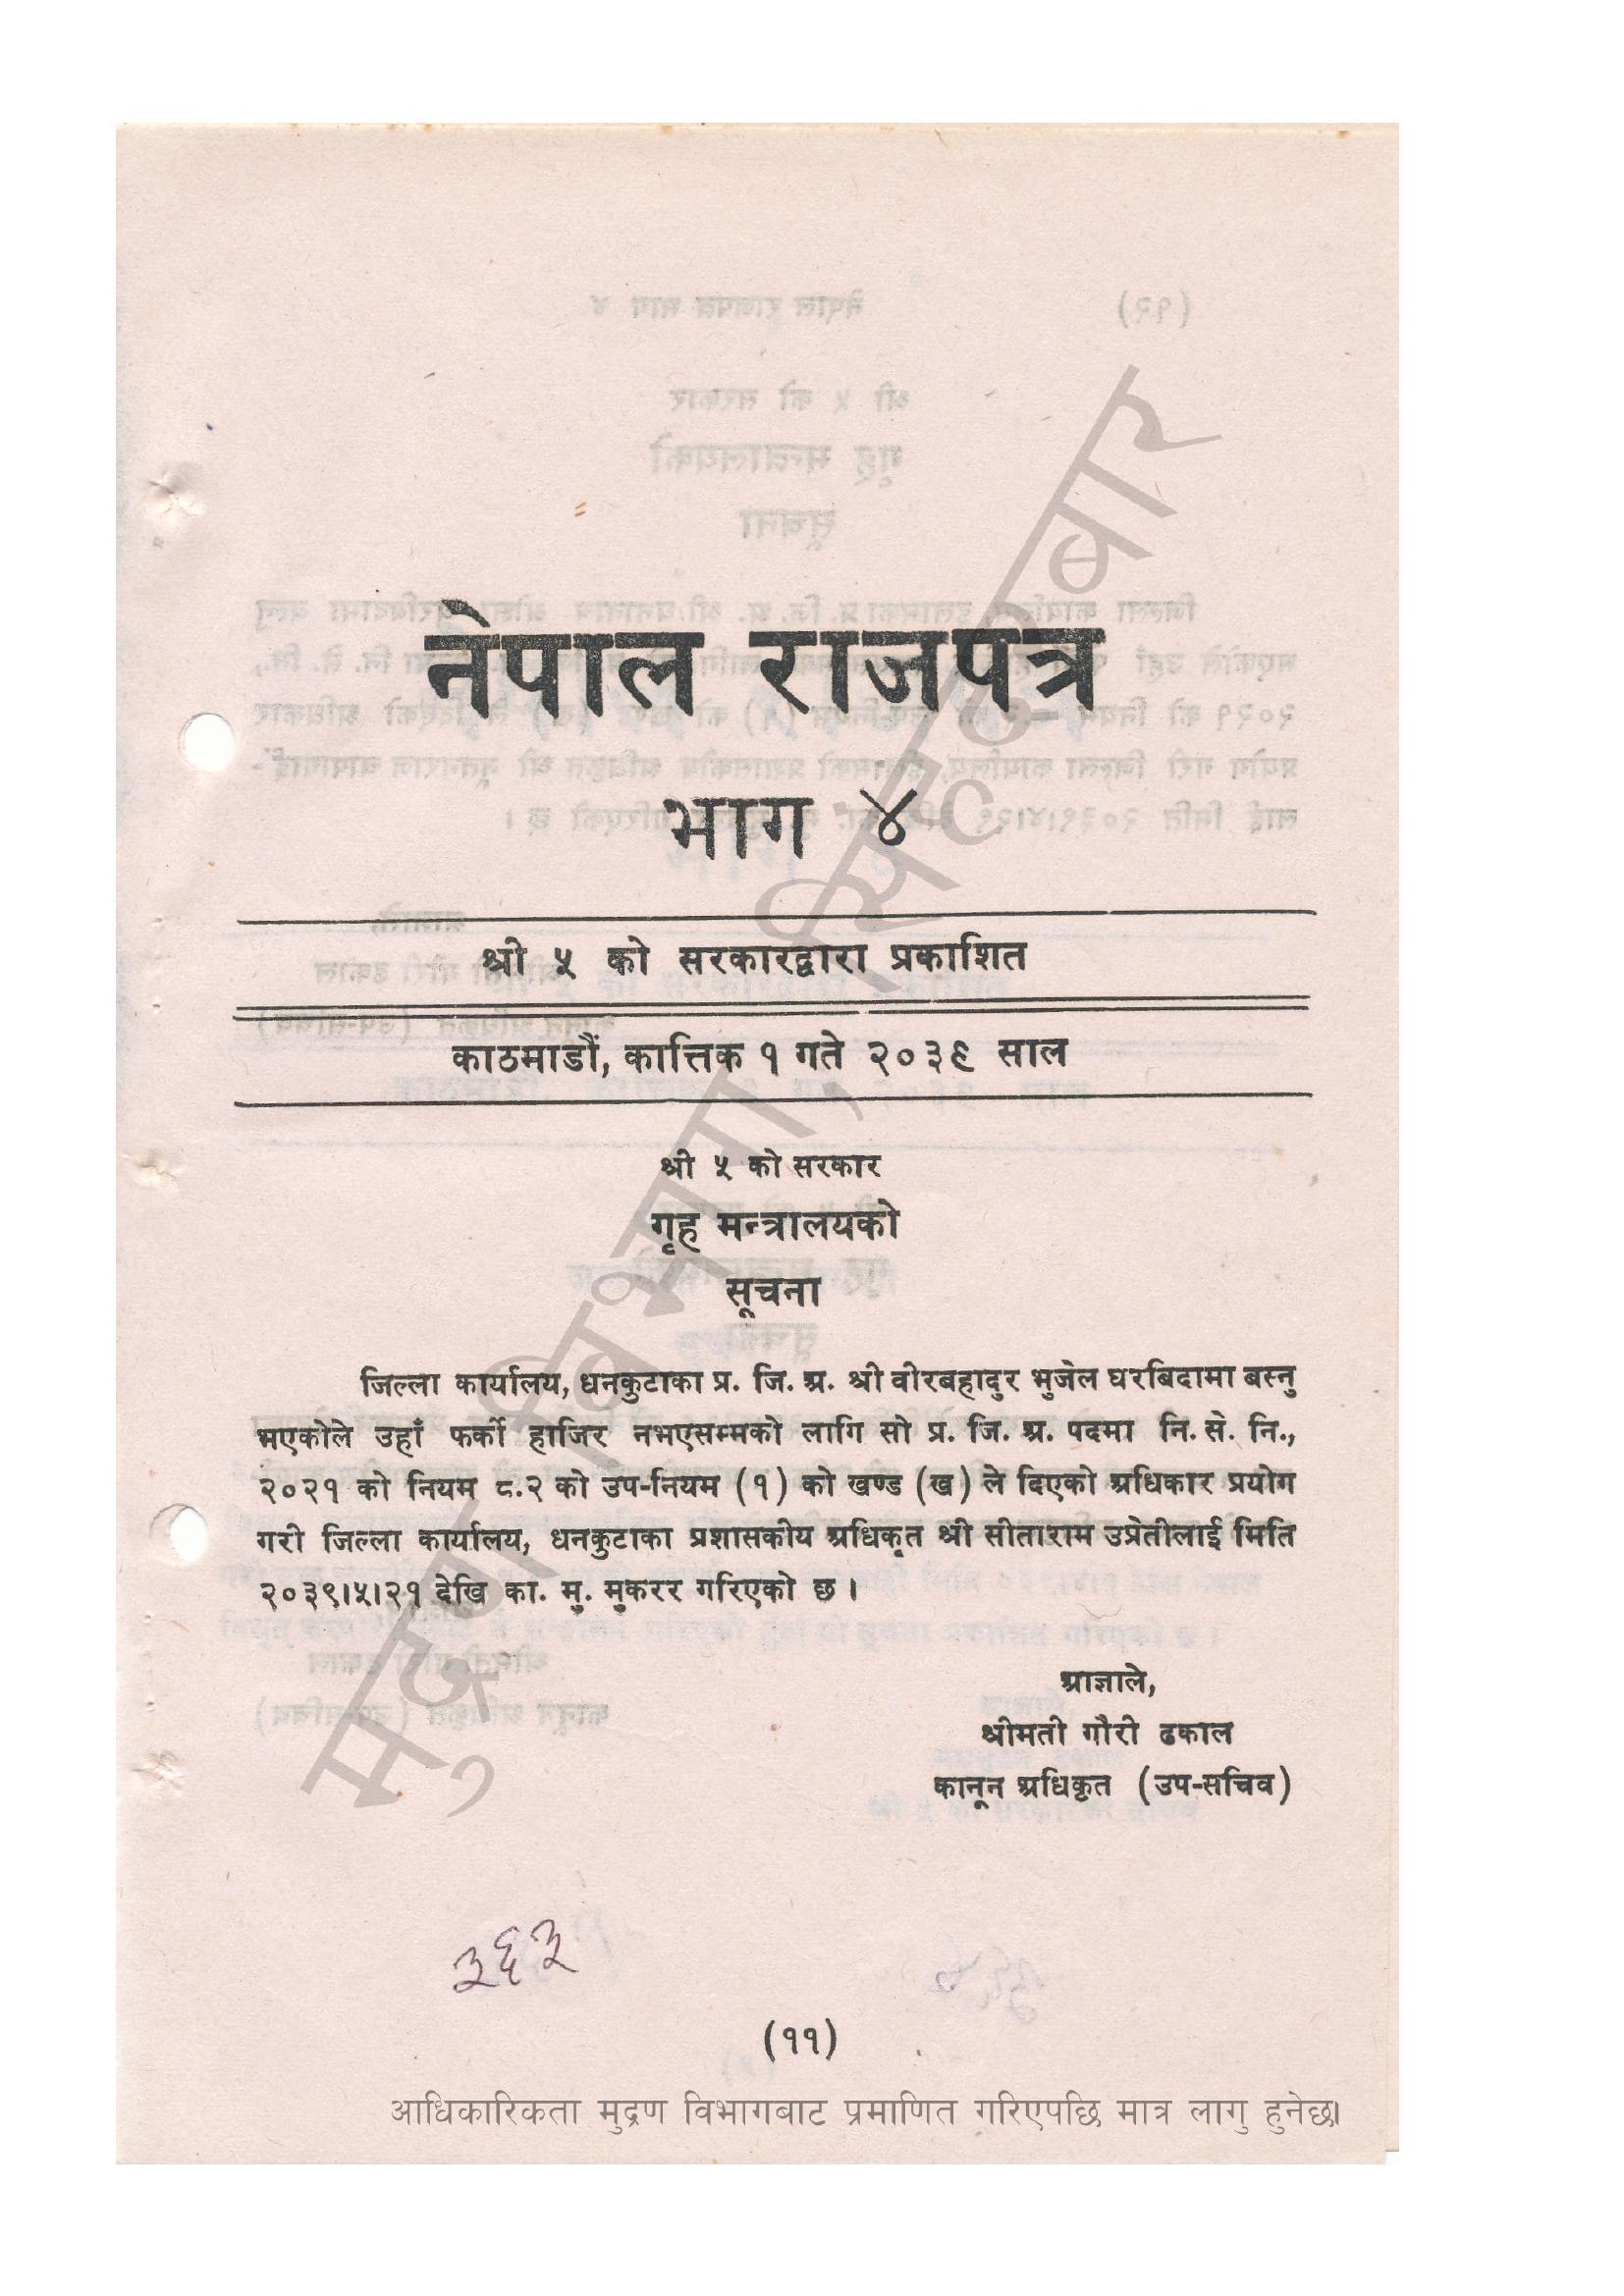 नेपाल राजपत्र
भाग ४
श्री ५ को सरकारद्वारा प्रकाशित
काठमाडौं, कात्तिक १ गते २०३९ साल
श्री ५ को सरकार
गृह मन्त्रालयको
सूचना
जिल्ला कार्यालय, धनकुटाका प्र. जि. अ. श्री वीरबहादुर भुजेल घरबिदामा बस्नु
भएकोले उहाँ फर्की हाजिर नभएसम्मको लागि सो प्र. जि. अ. पदमा नि. से. नि.,
२०२१ को नियम ८.२ को उप-नियम (१) को खण्ड (ख) ले दिएको अधिकार प्रयोग
गरी जिल्ला कार्यालय, धनकुटाका प्रशासकीय अधिकृत श्री सीताराम उप्रेतीलाई मिति
२०३९।५।२१ देखि का. मु. मुकरर गरिएको छ ।
आज्ञाले,
श्रीमती गौरी ढकाल
कानून अधिकृत (उप-सचिव)
३६३
(११)
मुद्रण विभाग, सिंहदरबार
आधिकारिकता मुद्रण विभागबाट प्रमाणित गरिएपछि मात्र लागु हुनेछ।